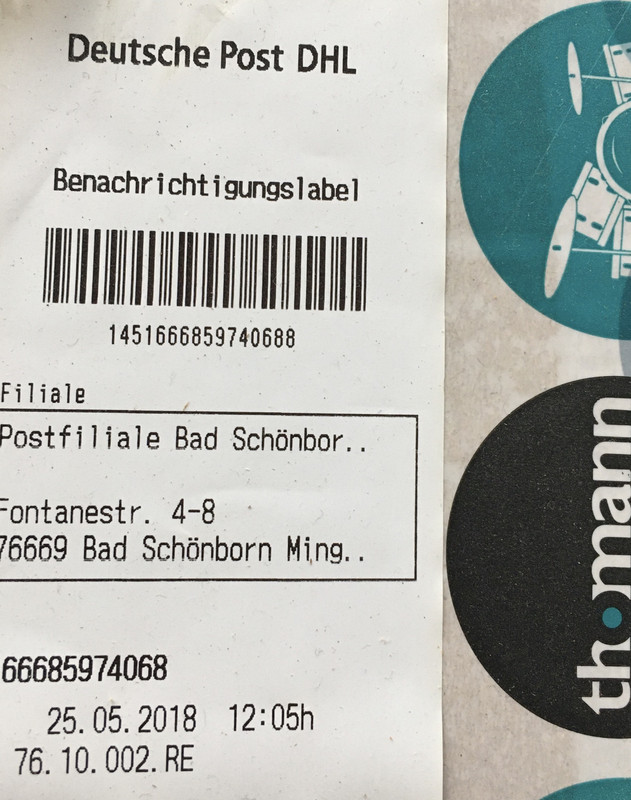 Deutsche Post DHL
Benachrichtigungslabel
1451666859740688
Filiale
Postfiliale Bad Schönbor..
Fontanestr. 4-8
76669 Bad Schönborn Ming..
66685974068
25.05.2018 12:05h
76.10.002.RE
thomann